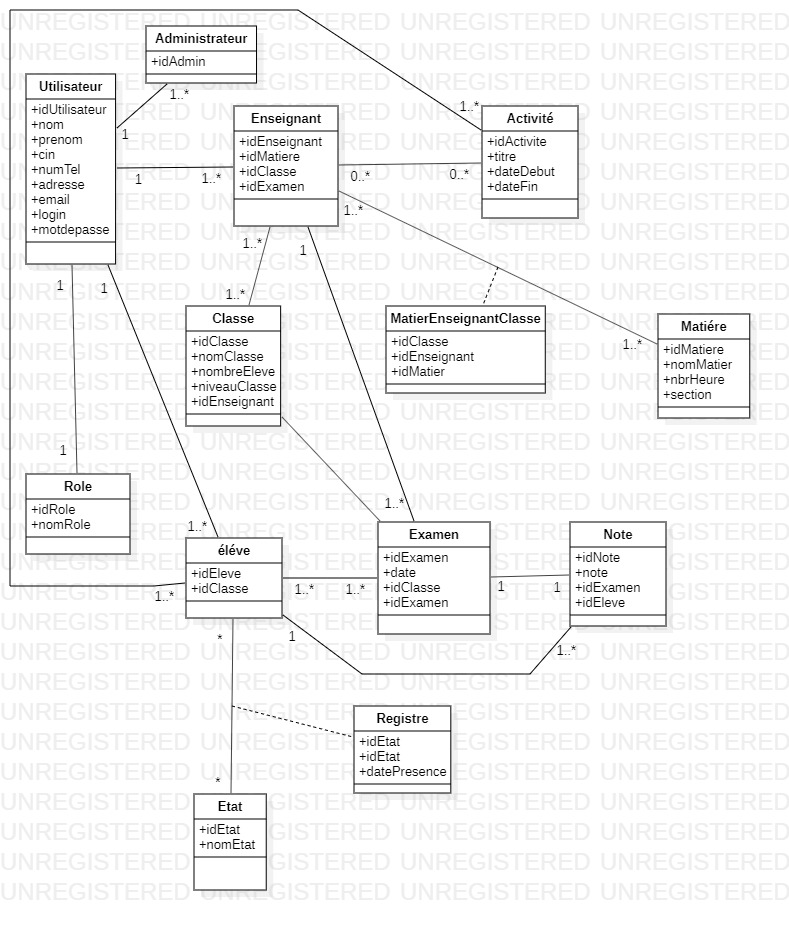 Administrateur
+idAdmin
1..*
Utilisateur
+idUtilisateur
+nom
+prenom
+cin
+numTel
+adresse
+email
+login
+motdepasse
1
1
1..*
Enseignant
+idEnseignant
+idMatiere
+idClasse
+idExamen
0..*
0..*
1..*
1..*
Activité
+idActivite
+titre
+dateDebut
+dateFin
1..*
1
1
1
1..*
Classe
+idClasse
+nomClasse
+nombreEleve
+niveauClasse
+idEnseignant
MatierEnseignantClasse
+idClasse
+idEnseignant
+idMatier
1..*
Matiére
+idMatiere
+nomMatier
+nbrHeure
+section
1
Role
+idRole
+nomRole
1..*
1..*
éléve
+idEleve
+idClasse
1..*
1..*
1..*
Examen
+idExamen
+date
+idClasse
+idExamen
1
1
Note
+idNote
+note
+idExamen
+idEleve
*
1
1..*
Registre
+idEtat
+idEtat
+datePresence
*
Etat
+idEtat
+nomEtat
UNREGISTERED UNREGISTERED UNREGISTERED UNREGISTERED